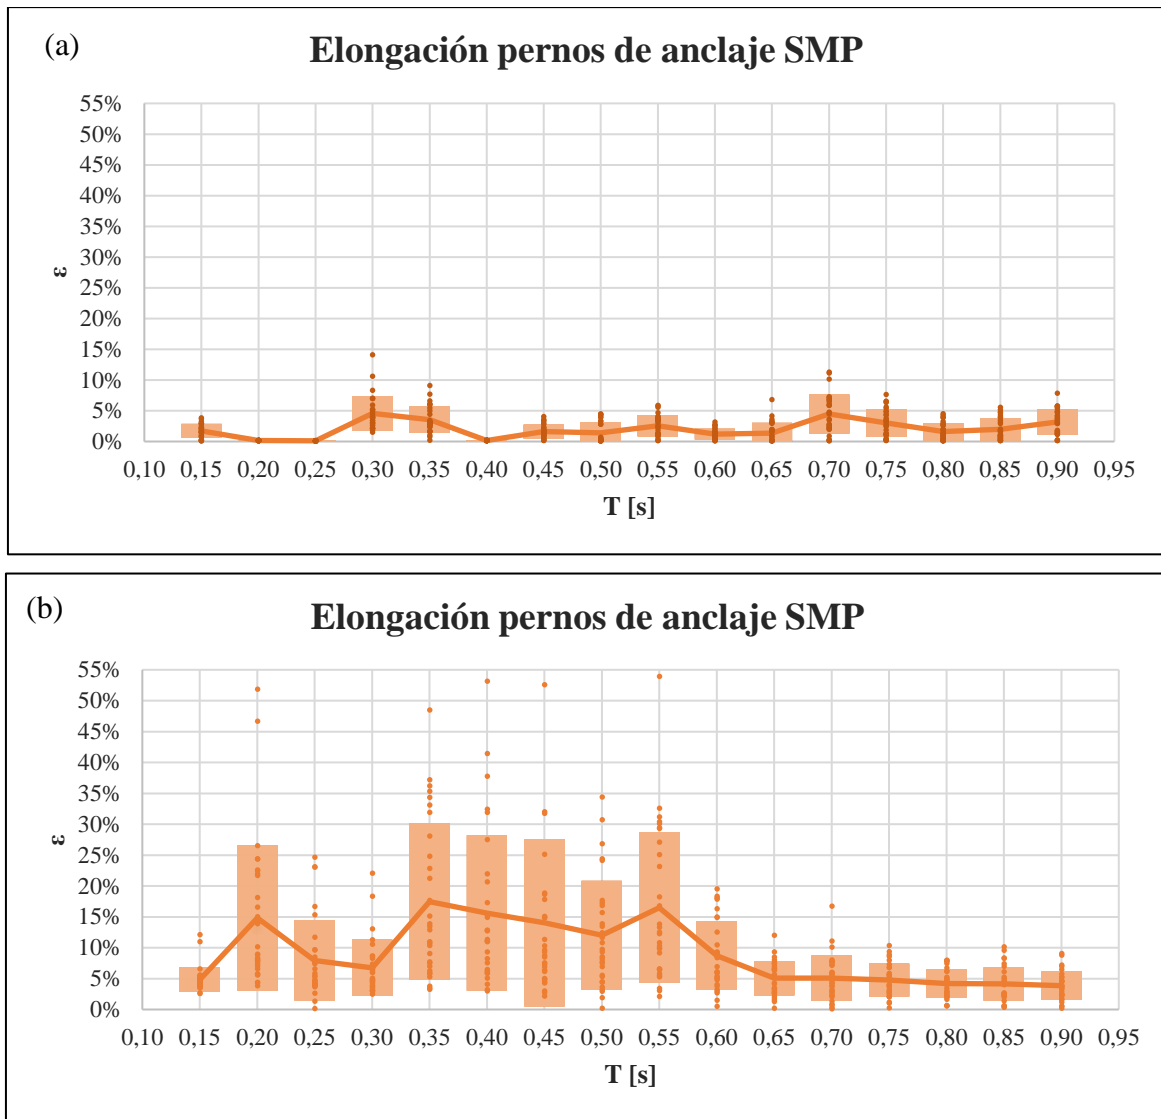 (a)
Elongación pernos de anclaje SMP
55%
50%
45%
40%
35%
30%
25%
20%
15%
10%
5%
0%
ε
0,10 0,15 0,20 0,25 0,30 0,35 0,40 0,45 0,50 0,55 0,60 0,65 0,70 0,75 0,80 0,85 0,90 0,95
T [s]
(b)
Elongación pernos de anclaje SMP
55%
50%
45%
40%
35%
30%
25%
20%
15%
10%
5%
0%
ε
0,10 0,15 0,20 0,25 0,30 0,35 0,40 0,45 0,50 0,55 0,60 0,65 0,70 0,75 0,80 0,85 0,90 0,95
T [s]